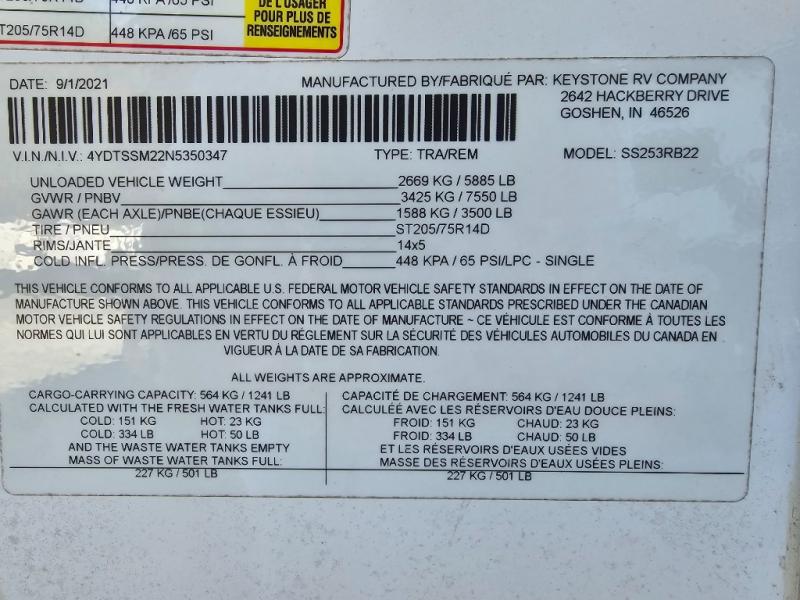 448 KPA /65 PSI
DE L'USAGER
POUR PLUS DE
RENSEIGNEMENTS
ST205/75R14D 448 KPA /65 PSI
DATE: 9/1/2021 MANUFACTURED BY/FABRIQUÉ PAR: KEYSTONE RV COMPANY
2642 HACKBERRY DRIVE
GOSHEN, IN 46526
V.I.N./N.I.V.: 4YDTSSM22N5350347 TYPE: TRA/REM MODEL: SS253RB22
UNLOADED VEHICLE WEIGHT 2669 KG / 5885 LB
GVWR / PNBV 3425 KG / 7550 LB
GAWR (EACH AXLE)/PNBE(CHAQUE ESSIEU) 1588 KG / 3500 LB
TIRE / PNEU ST205/75R14D
RIMS/JANTE 14x5
COLD INFL. PRESS/PRESS. DE GONFL. À FROID 448 KPA / 65 PSI/LPC - SINGLE
THIS VEHICLE CONFORMS TO ALL APPLICABLE U.S. FEDERAL MOTOR VEHICLE SAFETY STANDARDS IN EFFECT ON THE DATE OF
MANUFACTURE SHOWN ABOVE. THIS VEHICLE CONFORMS TO ALL APPLICABLE STANDARDS PRESCRIBED UNDER THE CANADIAN
MOTOR VEHICLE SAFETY REGULATIONS IN EFFECT ON THE DATE OF MANUFACTURE ~ CE VÉHICULE EST CONFORME À TOUTES LES
NORMES QUI LUI SONT APPLICABLES EN VERTU DU RÈGLEMENT SUR LA SÉCURITÉ DES VÉHICULES AUTOMOBILES DU CANADA EN
VIGUEUR À LA DATE DE SA FABRICATION.
ALL WEIGHTS ARE APPROXIMATE.
CARGO-CARRYING CAPACITY: 564 KG / 1241 LB
CALCULATED WITH THE FRESH WATER TANKS FULL:
COLD: 151 KG HOT: 23 KG
COLD: 334 LB HOT: 50 LB
AND THE WASTE WATER TANKS EMPTY
MASS OF WASTE WATER TANKS FULL:
227 KG / 501 LB
CAPACITÉ DE CHARGEMENT: 564 KG / 1241 LB
CALCULÉE AVEC LES RÉSERVOIRS D'EAU DOUCE PLEINS:
FROID: 151 KG CHAUD: 23 KG
FROID: 334 LB CHAUD: 50 LB
ET LES RÉSERVOIRS D'EAUX USÉES VIDES
MASSE DES RÉSERVOIRS D'EAUX USÉES PLEINS:
227 KG / 501 LB